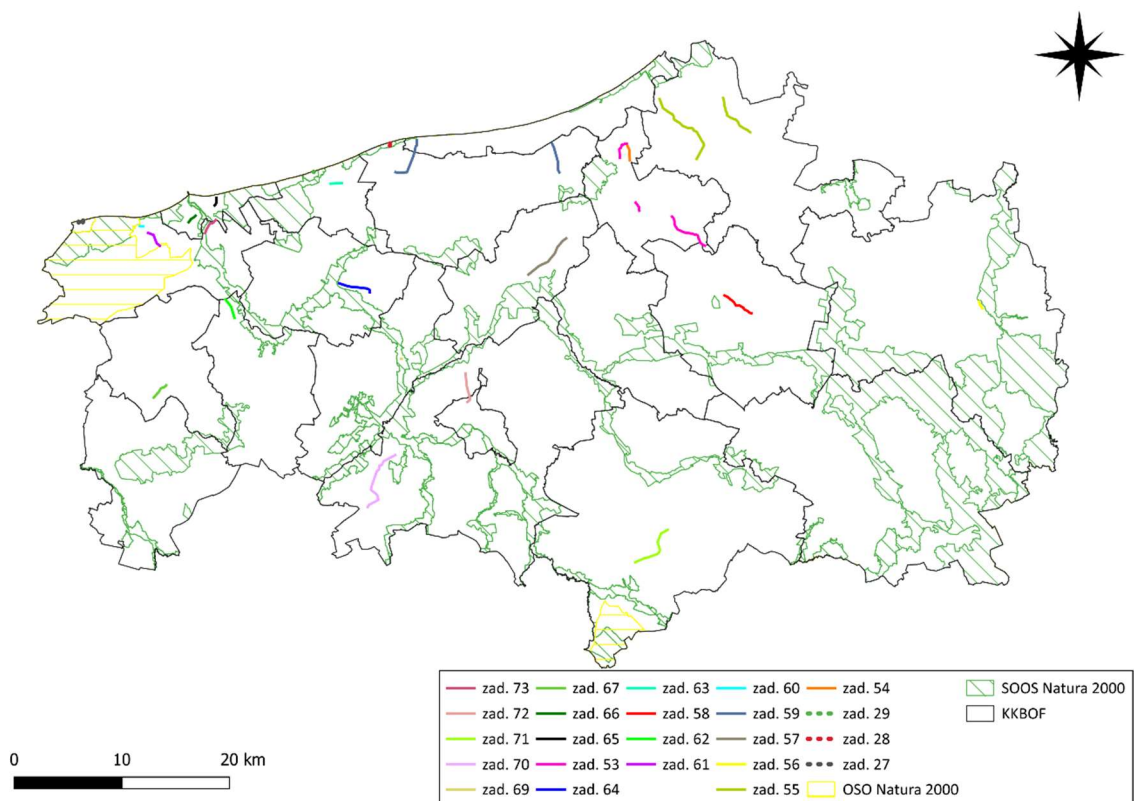 zad. 73 zad. 67 zad. 63 zad. 60 zad. 54 SOOS Natura 2000
zad. 72 zad. 66 zad. 58 zad. 59 zad. 29 KKBOF
zad. 71 zad. 65 zad. 62 zad. 57 zad. 28
zad. 70 zad. 53 zad. 61 zad. 56 zad. 27
zad. 69 zad. 64 zad. 55 OSO Natura 2000
0 10 20 km